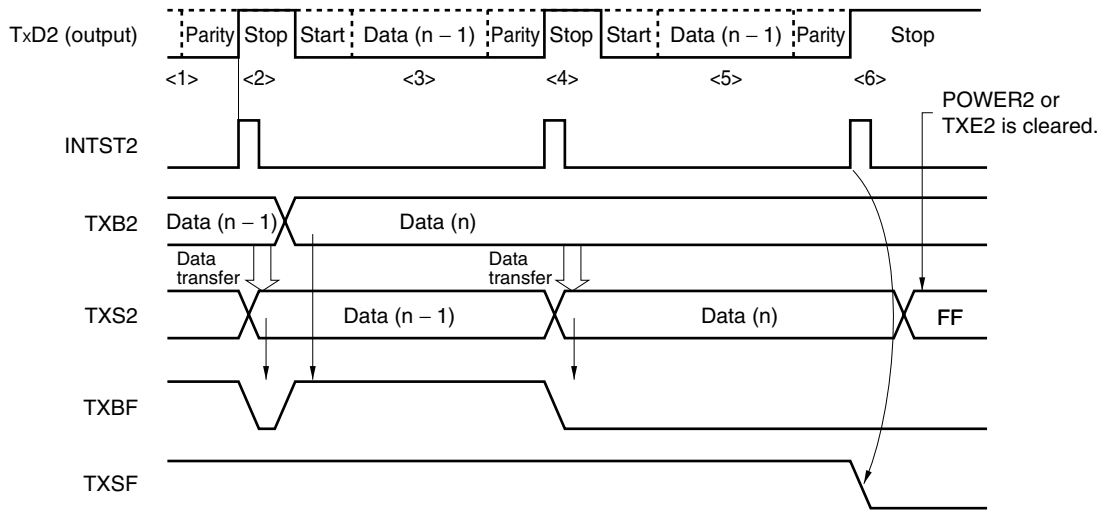 TxD2 (output) Parity Stop Start Data (n – 1) Parity Stop Start Data (n – 1) Parity Stop
<1> <2> <3> <4> <5> <6>
POWER2 or
TXE2 is cleared.
INTST2
TXB2 Data (n – 1) Data (n)
Data
transfer
Data
transfer
TXS2 Data (n – 1) Data (n) FF
TXBF
TXSF